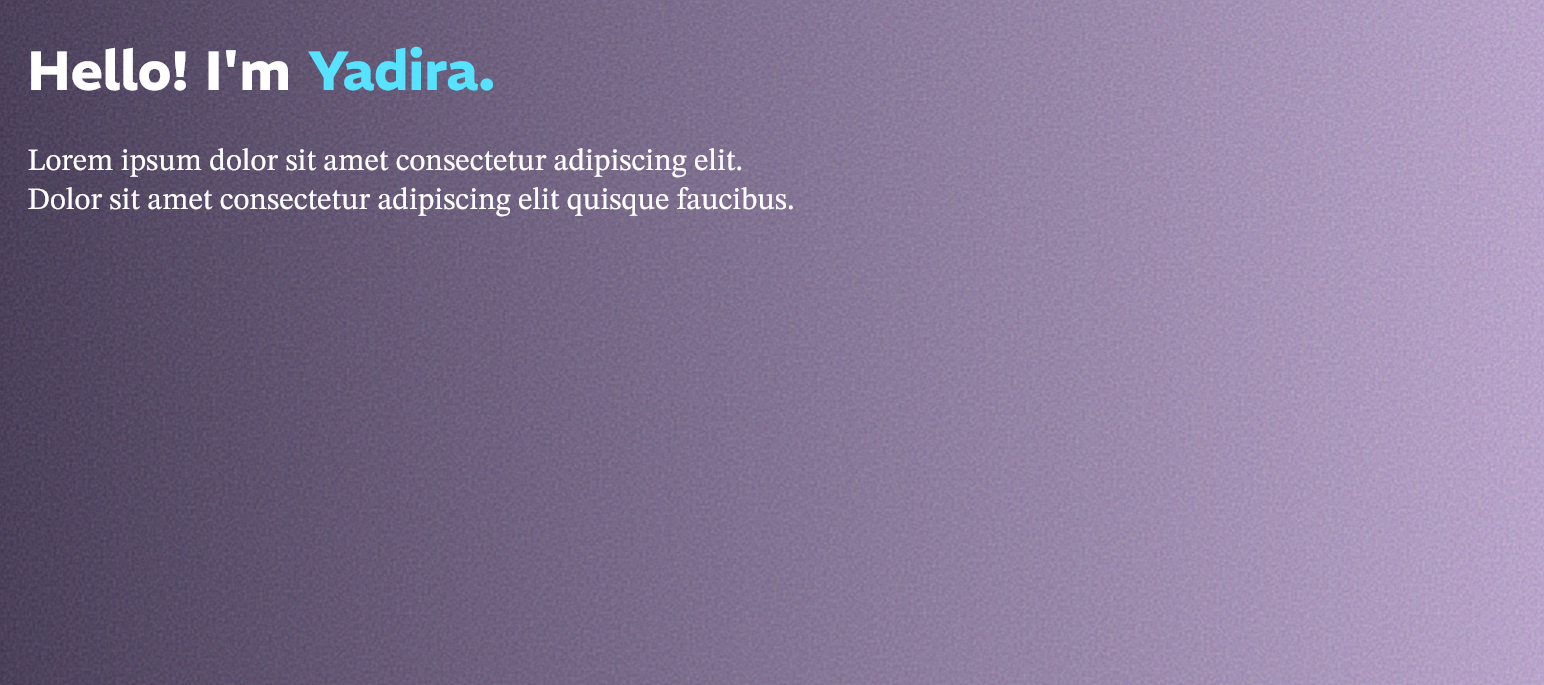 Hello! I'm Yadira.
Lorem ipsum dolor sit amet consectetur adipiscing elit.
Dolor sit amet consectetur adipiscing elit quisque faucibus.